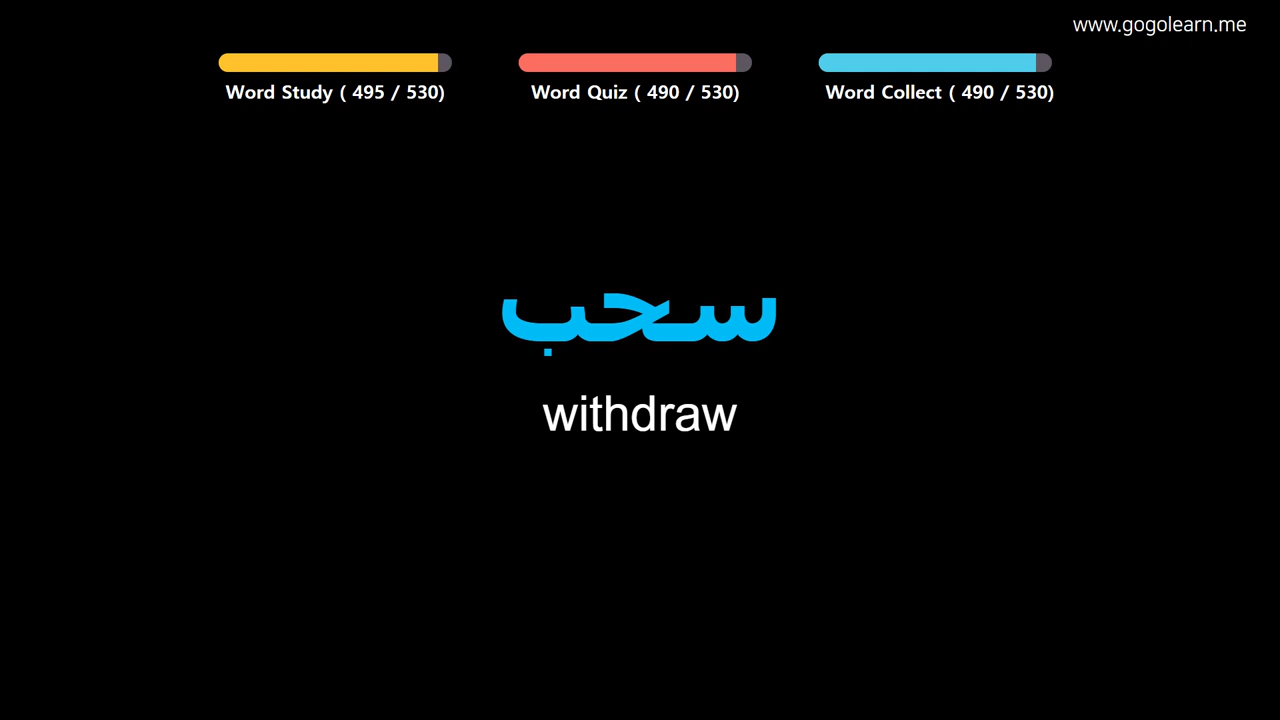 www.gogolearn.me
Word Study ( 495 / 530)
Word Quiz ( 490 / 530)
Word Collect ( 490 / 530)
سحب
withdraw